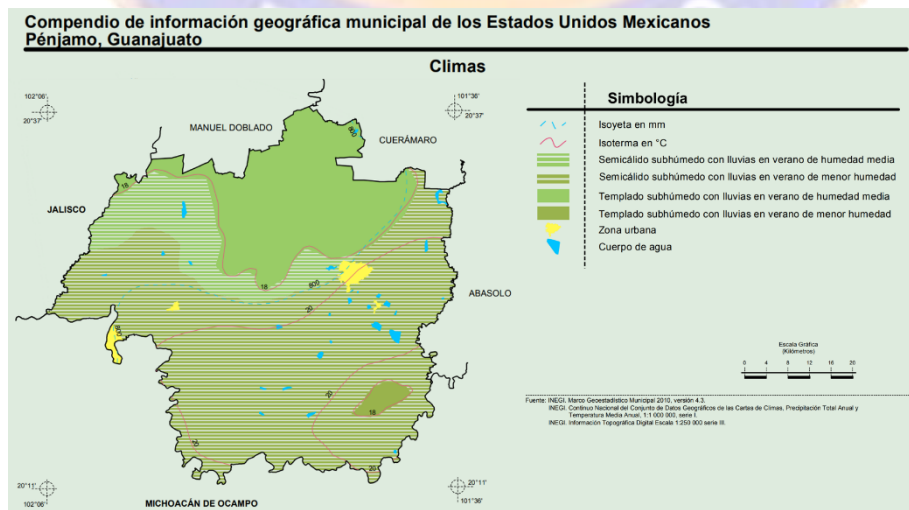 Compendio de información geográfica municipal de los Estados Unidos Mexicanos
Pénjamo, Guanajuato
Climas
102°06'
20°37'
101°36'
20°37'
MANUEL DOBLADO
CUERÁMARO
800
18
JALISCO
18
800
20
ABASOLO
800
20
18
20
20
20°11'
102°06'
20°11'
101°36'
MICHOACÁN DE OCAMPO
Simbología
Isoyeta en mm
Isoterma en °C
Semicálido subhúmedo con lluvias en verano de humedad media
Semicálido subhúmedo con lluvias en verano de menor humedad
Templado subhúmedo con lluvias en verano de humedad media
Templado subhúmedo con lluvias en verano de menor humedad
Zona urbana
Cuerpo de agua
Escala Gráfica
(Kilómetros)
0 4 8 12 16 20
Fuente: INEGI. Marco Geoestadístico Municipal 2010, versión 4.3.
INEGI. Continuo Nacional del Conjunto de Datos Geográficos de las Cartas de Climas, Precipitación Total Anual y
Temperatura Media Anual, 1:1 000 000, serie I.
INEGI. Información Topográfica Digital Escala 1:250 000 serie III.